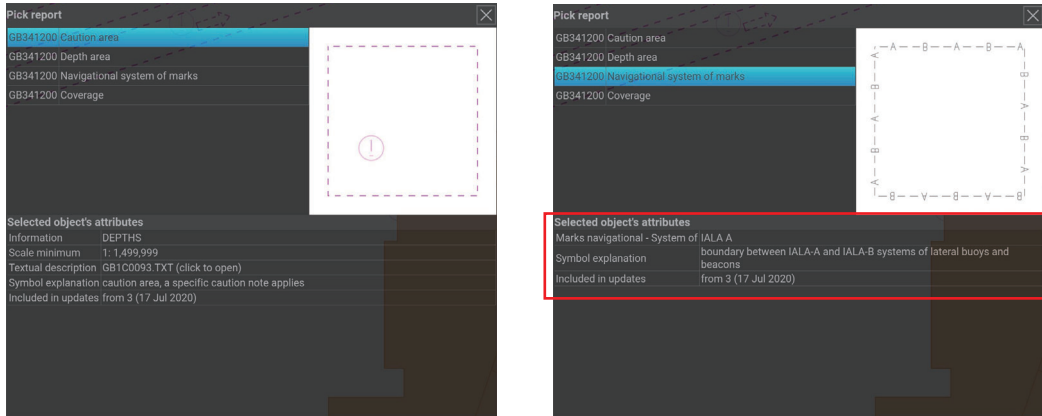 Pick report
GB341200 Caution area
GB341200 Depth area
GB341200 Navigational system of marks
GB341200 Coverage
Selected object's attributes
Information DEPTHS
Scale minimum 1: 1,499,999
Textual description GB1C0093.TXT (click to open)
Symbol explanation caution area, a specific caution note applies
Included in updates from 3 (17 Jul 2020)
Pick report
GB341200 Caution area
GB341200 Depth area
GB341200 Navigational system of marks
GB341200 Coverage
A B A B A
B A B A
B A B A B
A B A
Selected object's attributes
Marks navigational - System of IALA A
Symbol explanation boundary between IALA-A and IALA-B systems of lateral buoys and
beacons
Included in updates from 3 (17 Jul 2020)